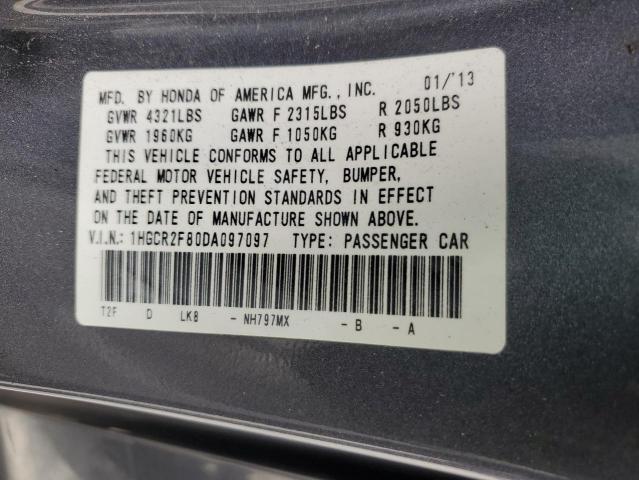 MFD. BY HONDA OF AMERICA MFG., INC. 01/'13
GVWR 4321LBS GAWR F 2315LBS R 2050LBS
GVWR 1960KG GAWR F 1050KG R 930KG
THIS VEHICLE CONFORMS TO ALL APPLICABLE
FEDERAL MOTOR VEHICLE SAFETY, BUMPER,
AND THEFT PREVENTION STANDARDS IN EFFECT
ON THE DATE OF MANUFACTURE SHOWN ABOVE.
V.I.N.: 1HGCR2F80DA097097 TYPE: PASSENGER CAR
T2F D LK8 - NH797MX - B - A